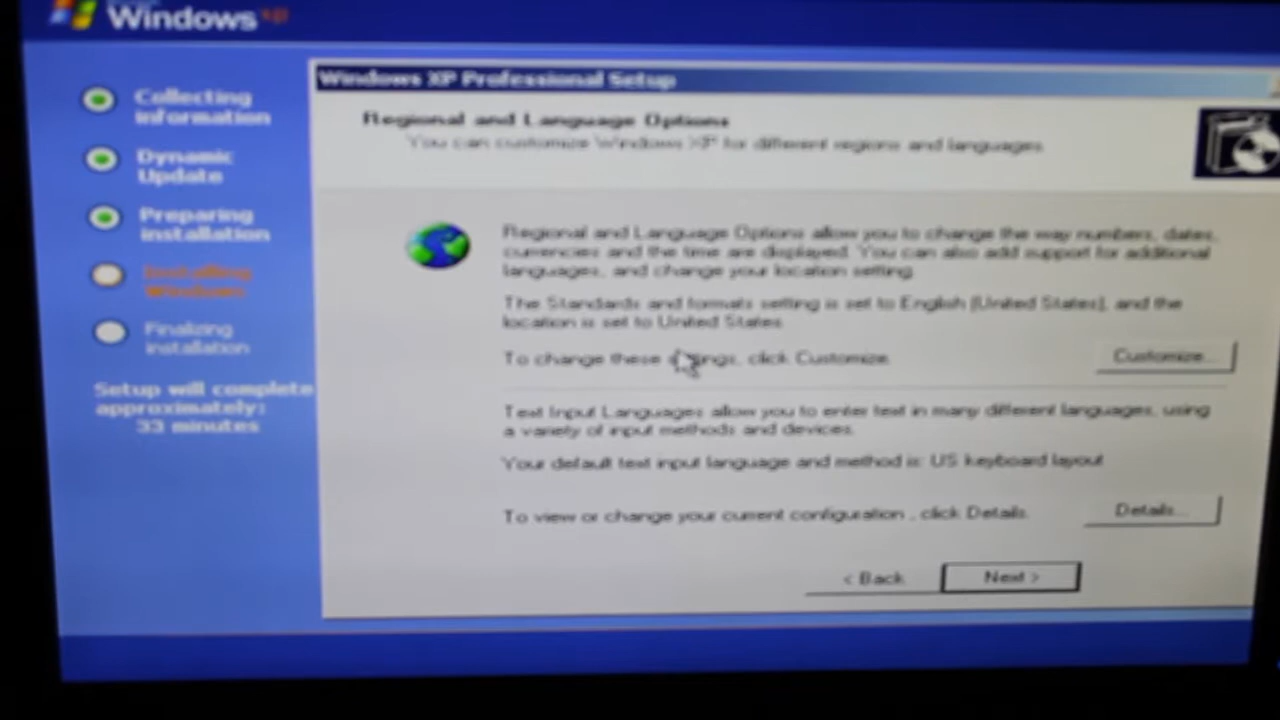 Windows xp
Collecting
information
Dynamic
Update
Preparing
installation
Installing
Windows
Finalizing
installation
Setup will complete
approximately:
33 minutes
Windows XP Professional Setup
Regional and Language Options
You can customize Windows XP for different regions and languages.
Regional and Language Options allow you to change the way numbers, dates,
currencies and the time are displayed. You can also add support for additional
languages, and change your location setting.
The Standards and formats setting is set to English (United States), and the
location is set to United States.
To change these ings, click Customize.
Customize...
Text Input Languages allow you to enter text in many different languages, using
a variety of input methods and devices.
Your default text input language and method is: US keyboard layout
To view or change your current configuration , click Details.
Details...
< Back
Next >